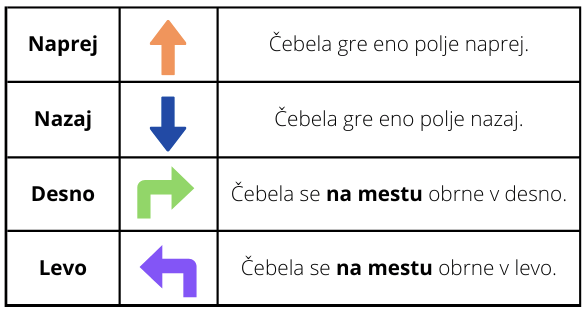 Naprej Čebela gre eno polje naprej.
Nazaj Čebela gre eno polje nazaj.
Desno Čebela se na mestu obrne v desno.
Levo Čebela se na mestu obrne v levo.